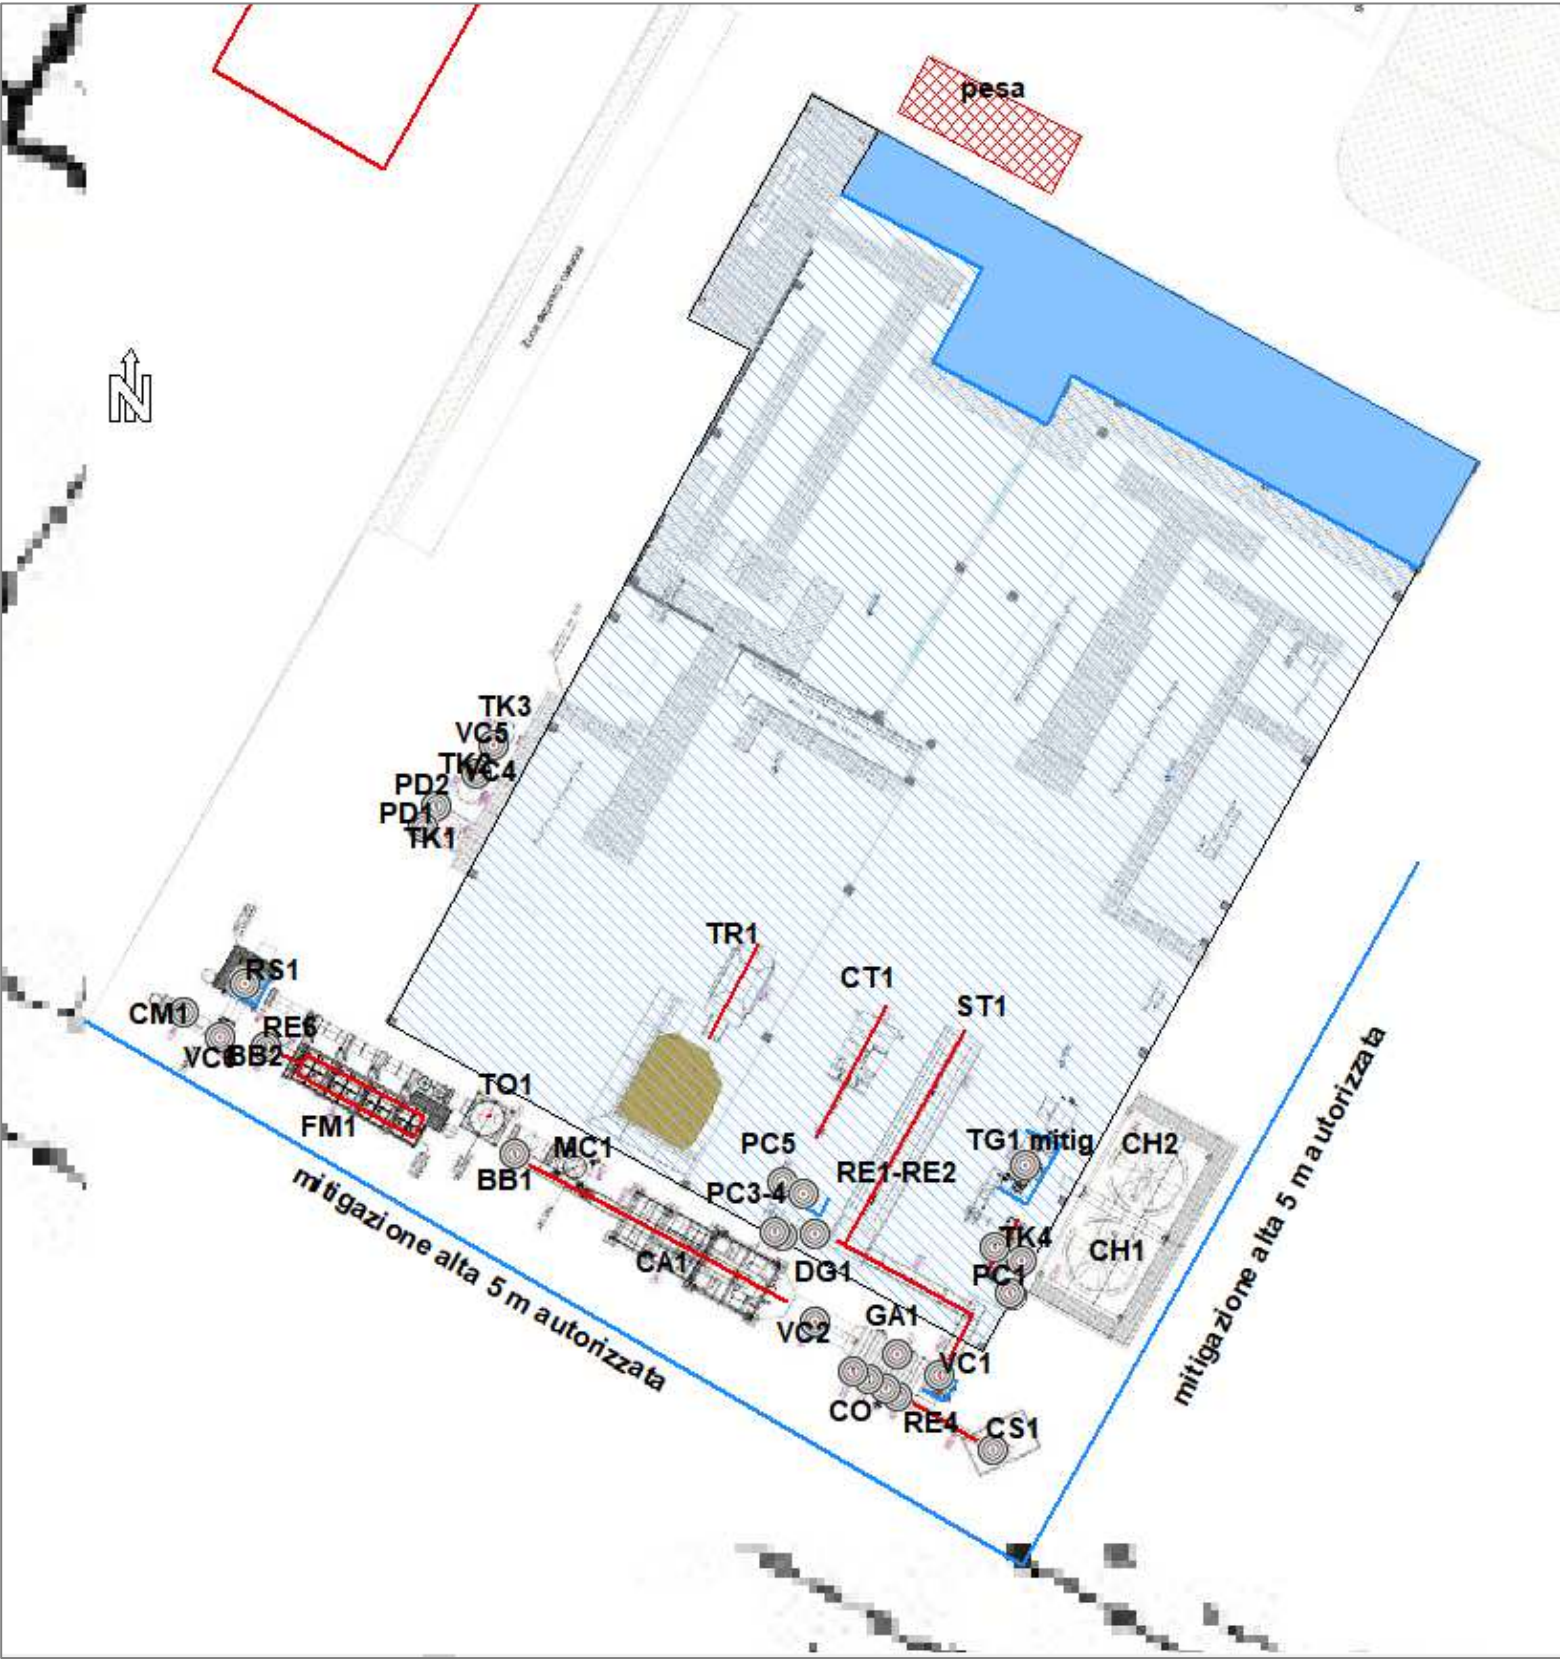 pesa
N
TK3
VC5
TK2
VC4
PD2
PD1
TK1
TR1
CT1
ST1
RS1
CM1
RE6
BB2
FM1
TO1
MC1
BB1
PC5
PC3-4
RE1-RE2
TG1 mitig
CH2
CH1
TK4
PC1
CA1
DG1
VC2
GA1
VC1
CO
RE4
CS1
mitigazione alta 5 m autorizzata
mitigazione alta 5 m autorizzata